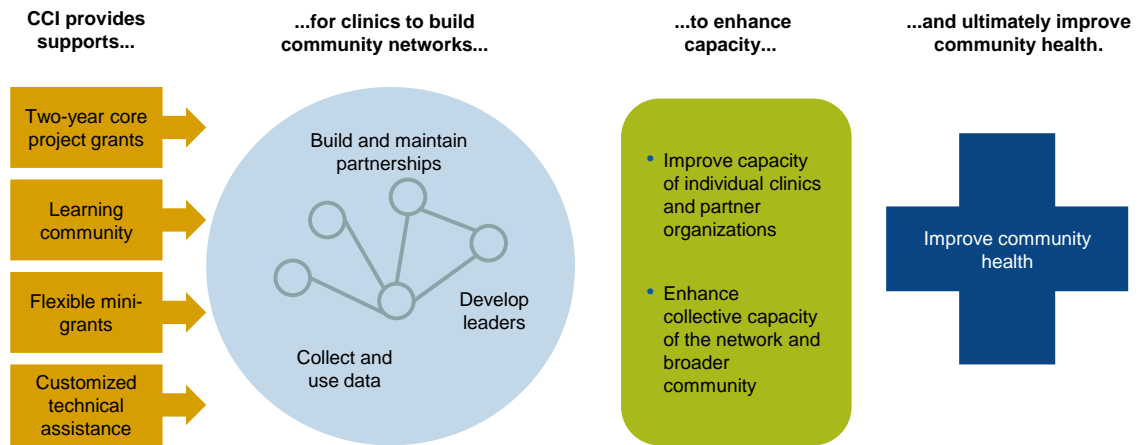 CCI provides
supports...
...for clinics to build
community networks...
...to enhance
capacity...
...and ultimately improve
community health.
Two-year core
project grants
Learning
community
Flexible mini-
grants
Customized
technical
assistance
Build and maintain
partnerships
Develop
leaders
Collect and
use data
• Improve capacity
of individual clinics
and partner
organizations
• Enhance
collective capacity
of the network and
broader
community
Improve community
health